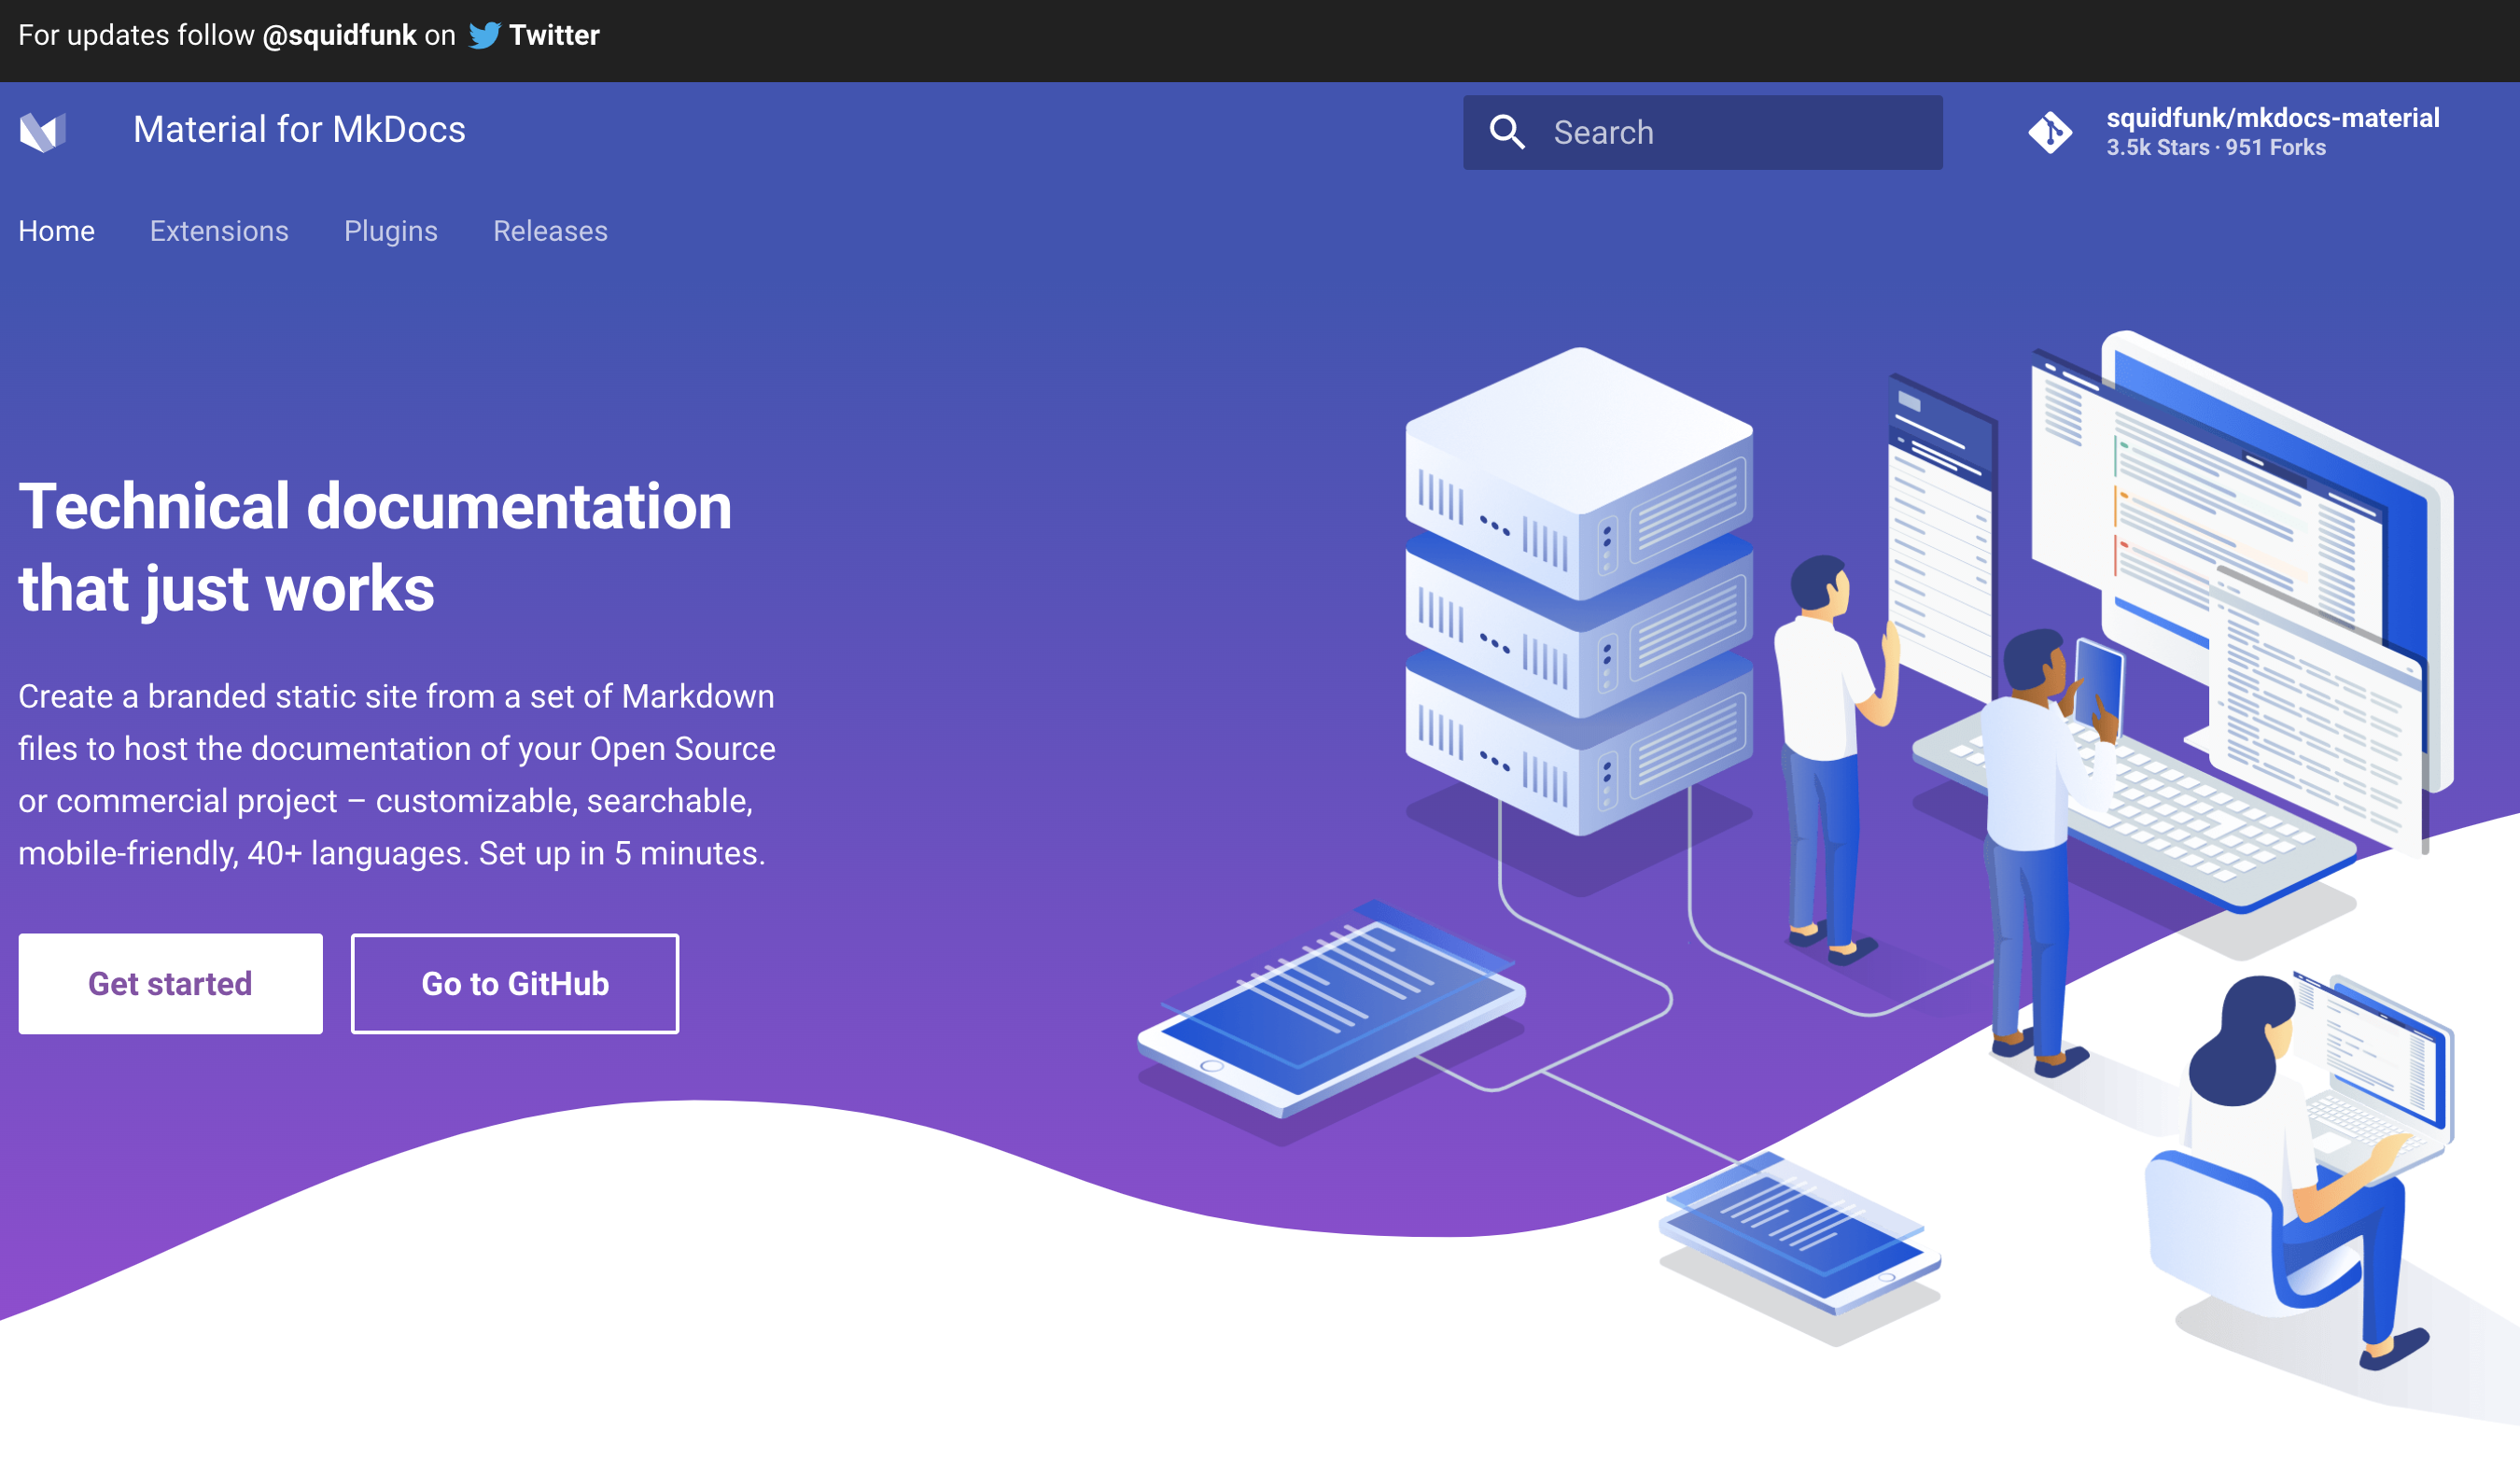 For updates follow @squidfunk on Twitter
Material for MkDocs
Search
squidfunk/mkdocs-material
3.5k Stars · 951 Forks
Home Extensions Plugins Releases
Technical documentation
that just works
Create a branded static site from a set of Markdown
files to host the documentation of your Open Source
or commercial project – customizable, searchable,
mobile-friendly, 40+ languages. Set up in 5 minutes.
Get started Go to GitHub